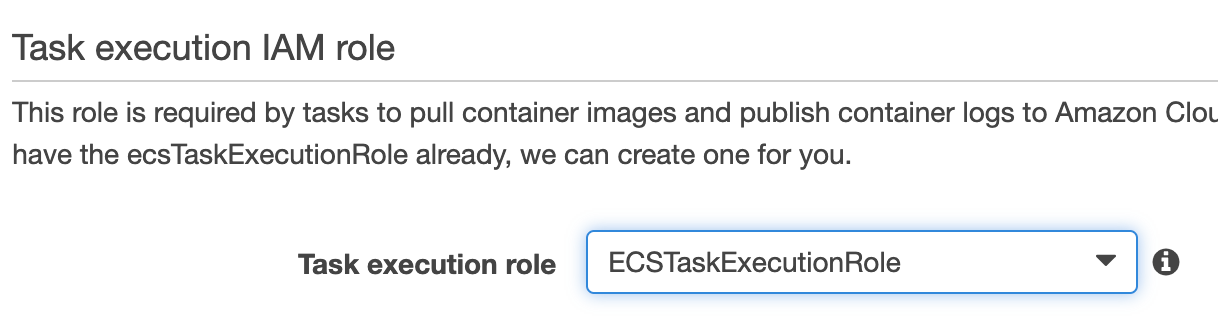 Task execution IAM role
This role is required by tasks to pull container images and publish container logs to Amazon Clou
have the ecsTaskExecutionRole already, we can create one for you.
Task execution role ECSTaskExecutionRole